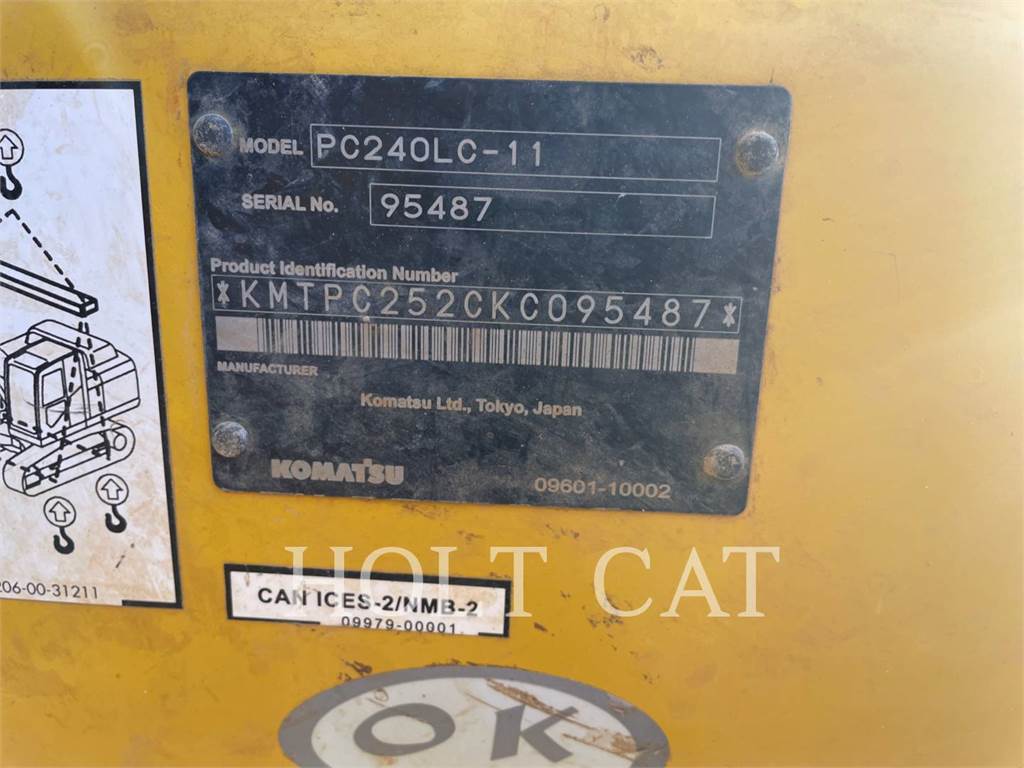 MODEL PC240LC-11
SERIAL No. 95487
Product Identification Number
*KMTPC252CKC095487*
MANUFACTURER
Komatsu Ltd., Tokyo, Japan
KOMATSU
09601-10002
206-00-31211
HOLT CAT
CAN ICES-2/NMB-2
09979-00001
OK